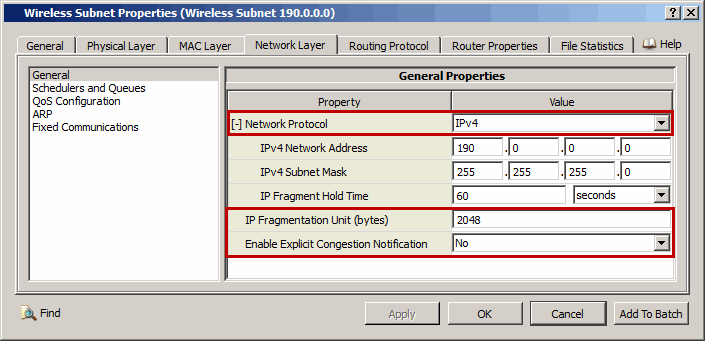 Wireless Subnet Properties (Wireless Subnet 190.0.0.0)
General Physical Layer MAC Layer Network Layer Routing Protocol Router Properties File Statistics Help
General
Schedulers and Queues
QoS Configuration
ARP
Fixed Communications
General Properties
Property Value
[-] Network Protocol IPv4
IPv4 Network Address 190 . 0 . 0 . 0
IPv4 Subnet Mask 255 . 255 . 255 . 0
IP Fragment Hold Time 60 seconds
IP Fragmentation Unit (bytes) 2048
Enable Explicit Congestion Notification No
Find Apply OK Cancel Add To Batch